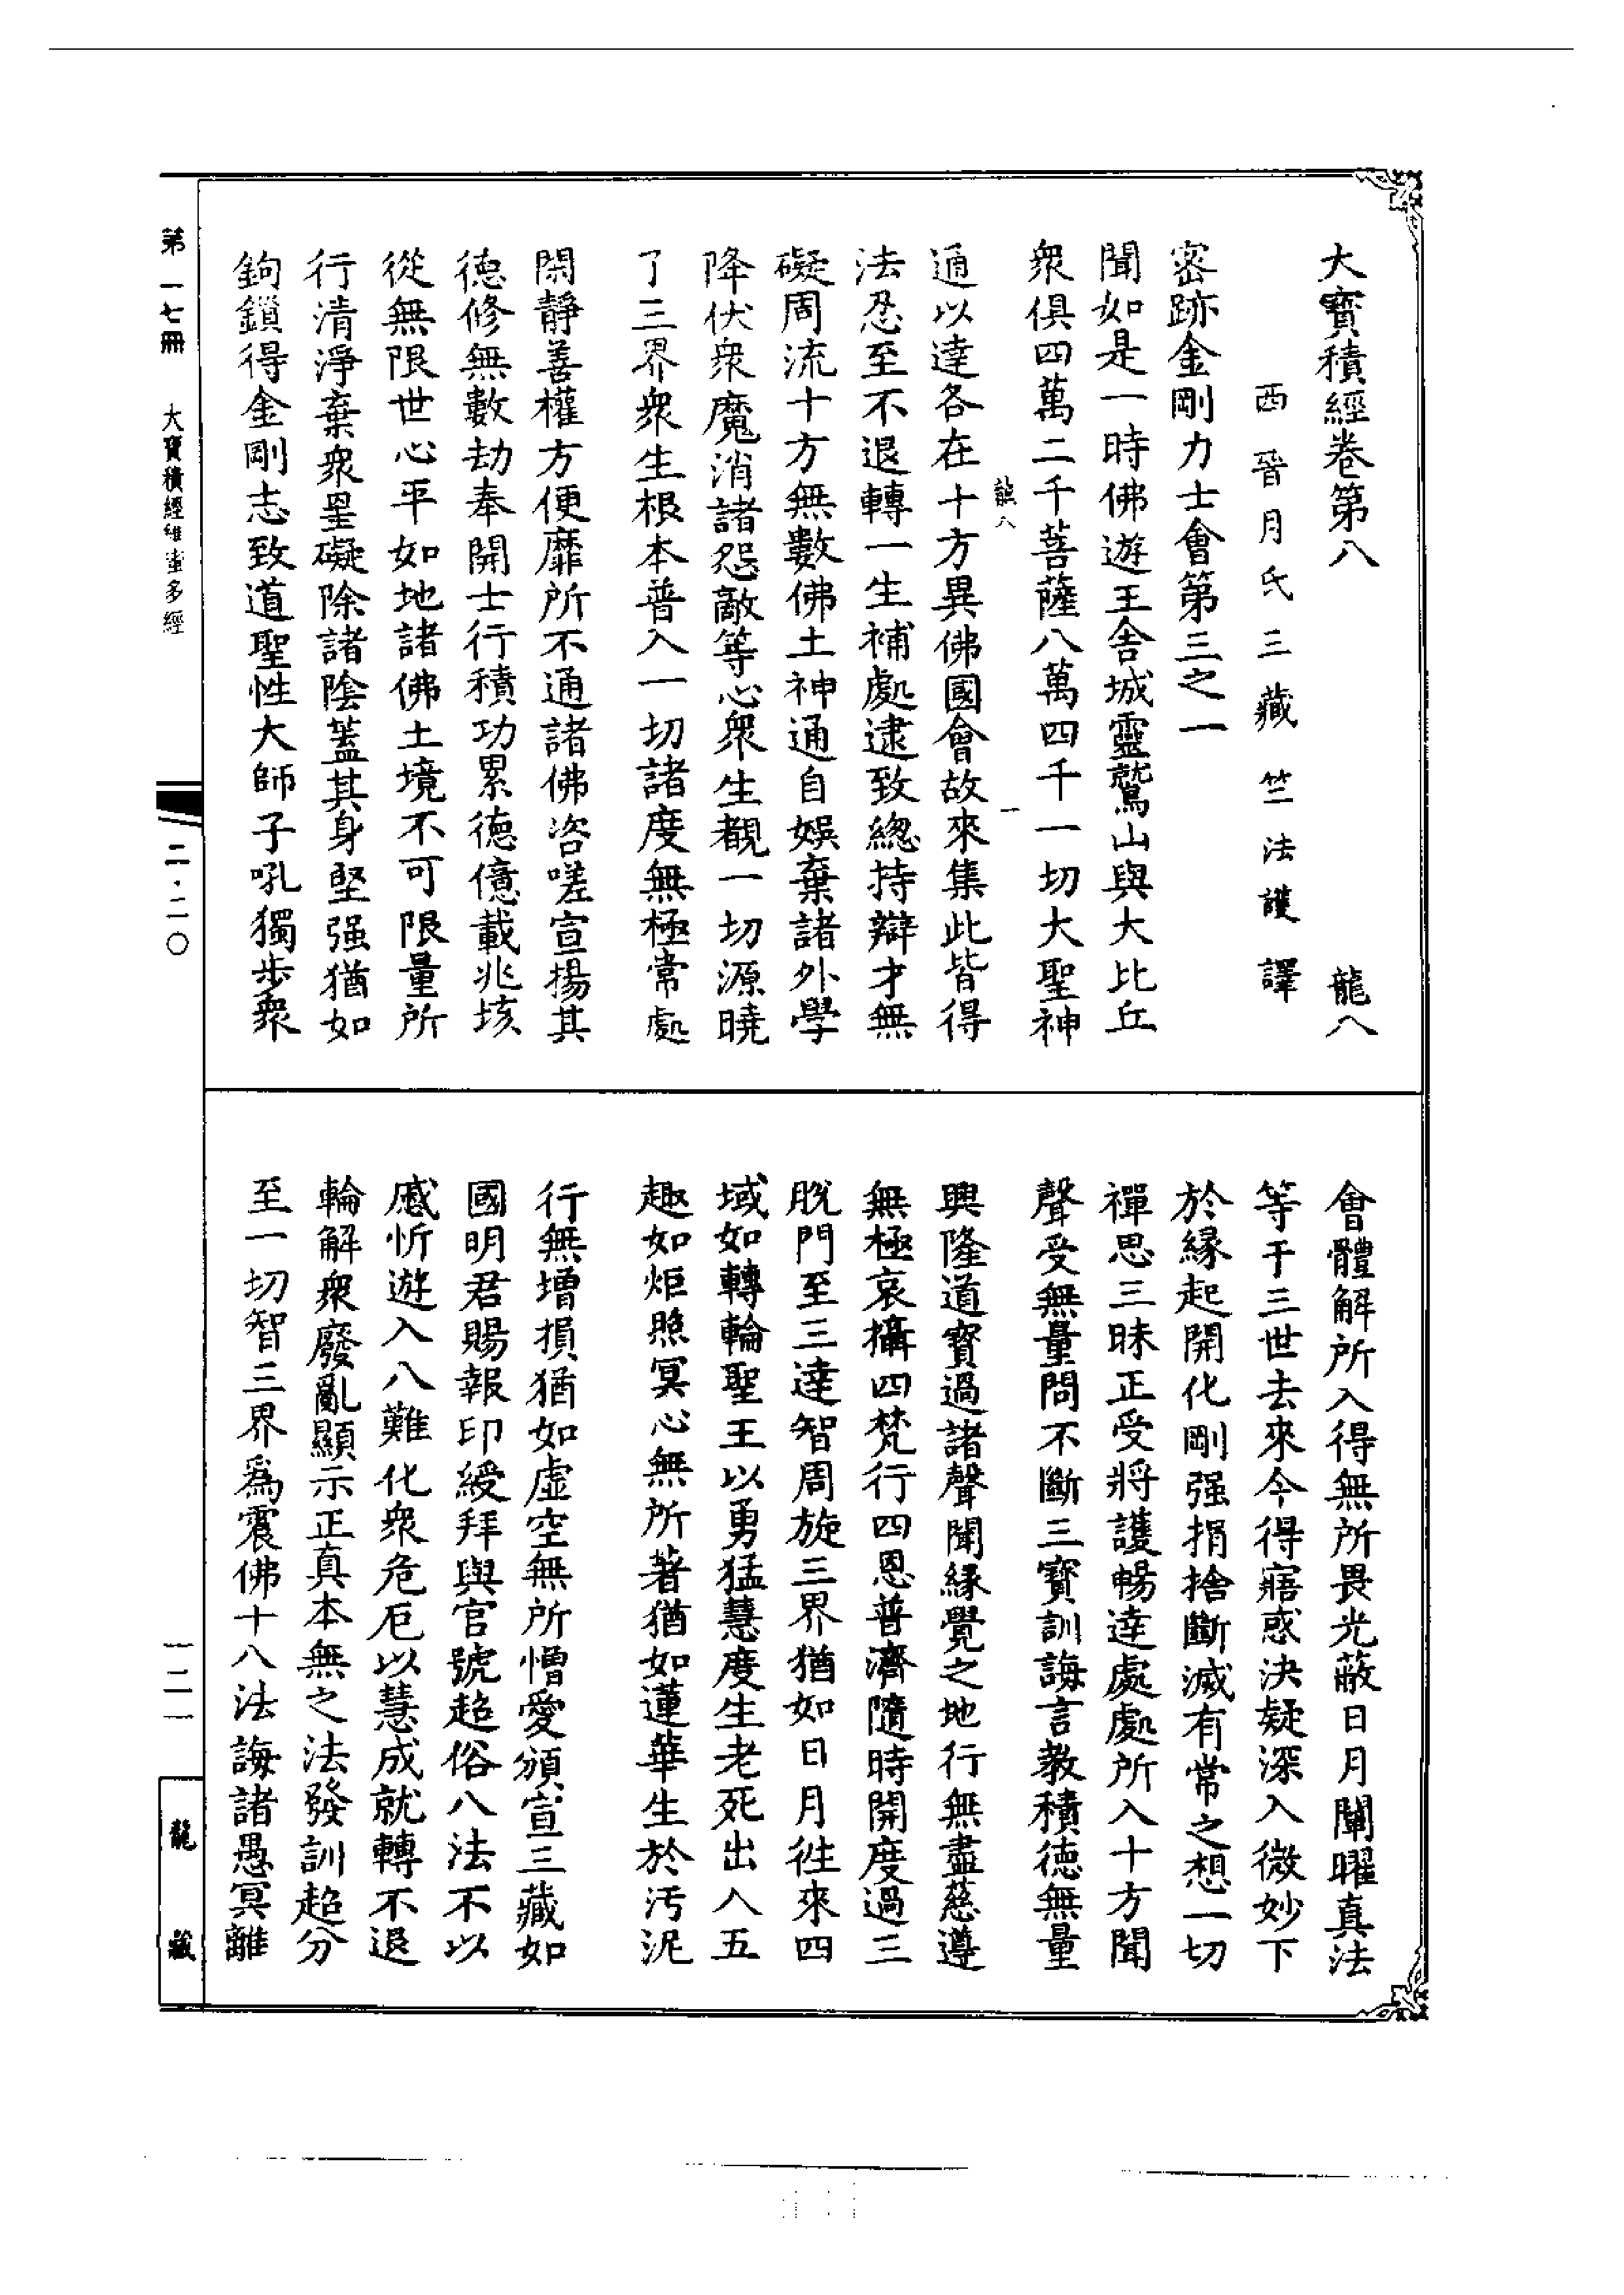 大寶積經卷第八　龍八
西晉月氏三藏竺法護　譯
密跡金剛力士會第三之一
聞如是一時佛遊王舍城靈鷲山與大比丘
衆俱四萬二千菩薩八萬四千一切大聖神
龍八　一
通以達各在十方異佛國會故來集此皆得
法忍至不退轉一生補處逮致緫持辯才無
礙周流十方無數佛土神通自娛棄諸外學
降伏衆魔消諸怨敵等心衆生觀一切源曉
了三界衆生根本普入一切諸度無極常處
閑靜善權方便靡所不通諸佛咨嗟宣揚其
德修無數劫奉開士行積功累德億載兆垓
從無限世心平如地諸佛土境不可限量所
行清淨棄衆罣礙除諸陰蓋其身堅强猶如
鉤鎖得金剛志致道聖性大師子吼獨步衆
會體解所入得無所畏光蔽日月闡曜真法
等于三世去來今得寤惑決疑深入微妙下
於緣起開化剛强捐捨斷滅有常之想一切
禪思三昧正受將護暢達處處所入十方聞
聲受無量問不斷三寶訓誨言教積德無量
興隆道寶過諸聲聞緣覺之地行無盡慈遵
無極哀攝四梵行四恩普濟隨時開度過三
脫門至三達智周旋三界猶如日月往來四
域如轉輪聖王以勇猛慧度生老死出入五
趣如炬照冥心無所著猶如蓮華生於汚泥
行無增損猶如虛空無所憎愛頒宣三藏如
國明君賜報印綬拜與官號超俗八法不以
慼忻遊入八難化衆危厄以慧成就轉不退
輪解衆廢亂顯示正真本無之法發訓超分
至一切智三界爲震佛十八法誨諸愚冥離
第一七冊　大寶積經
二·二〇
一二一
龍藏